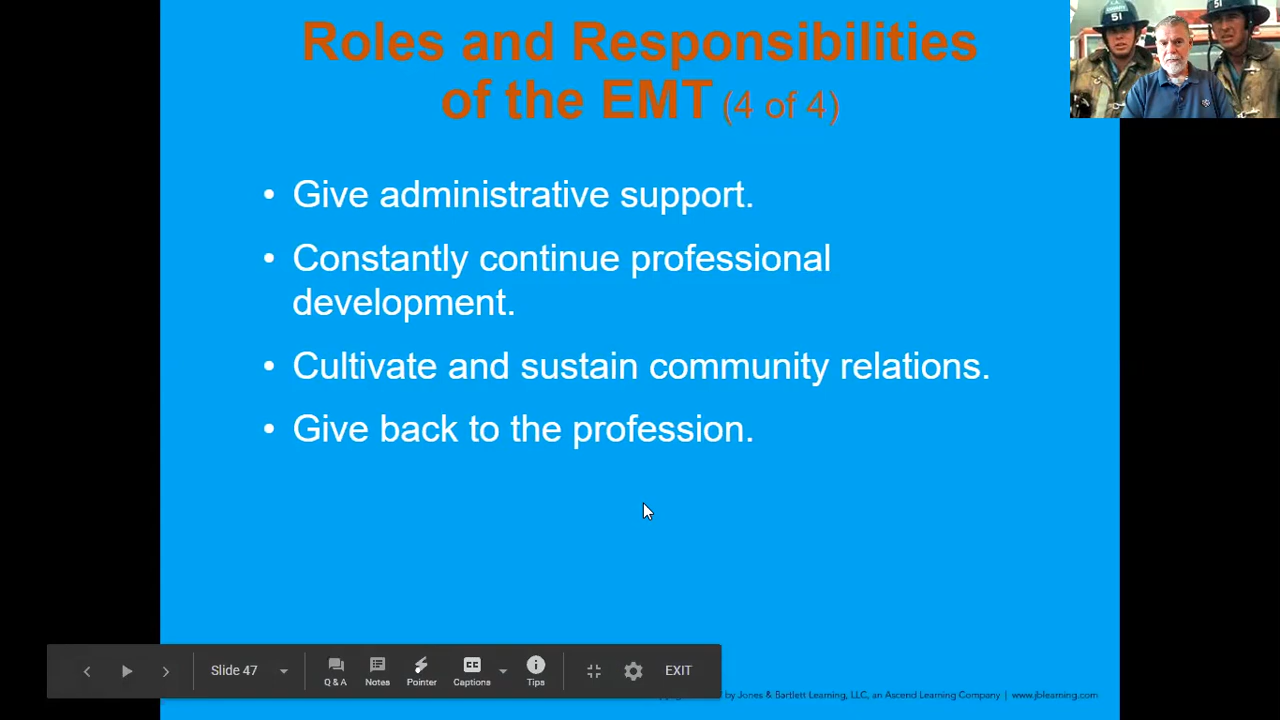 Roles and Responsibilities
of the EMT (4 of 4)
51
51
• Give administrative support.
• Constantly continue professional
development.
• Cultivate and sustain community relations.
• Give back to the profession.
Slide 47
Q & A
Notes
Pointer
Captions
Tips
EXIT
by Jones & Bartlett Learning, LLC, an Ascend Learning Company | www.jblearning.com